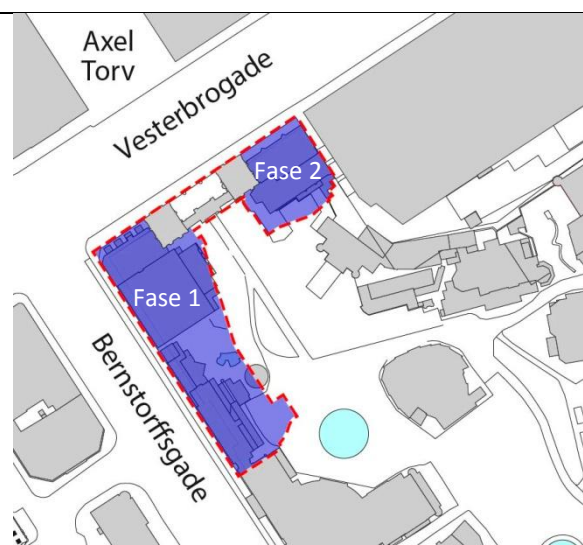 Axel
Torv
Vesterbrogade
Fase 2
Fase 1
Bernstorffsgade